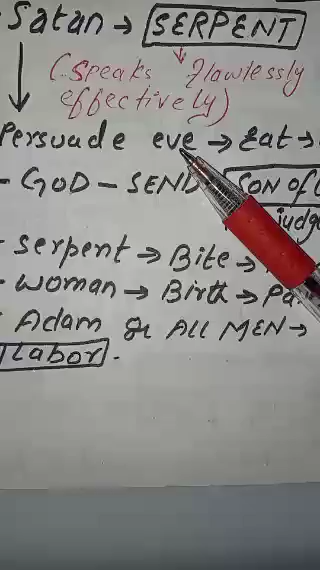 Satan → SERPENT
(speaks flawlessly
effectively)
Persuade eve → Eat →
- GOD - SEND SON OF
judge
- serpent → Bite →
- woman → Birth → Pa
Adam & ALL MEN →
LABOR.